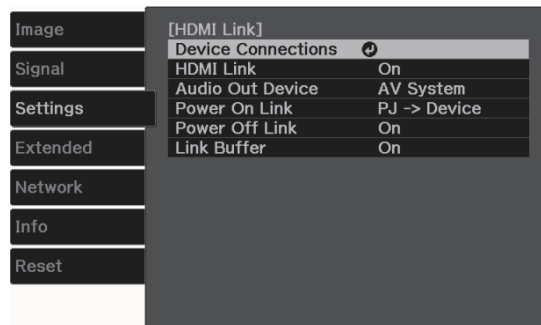 Image
Signal
Settings
Extended
Network
Info
Reset
[HDMI Link]
Device Connections
HDMI Link On
Audio Out Device AV System
Power On Link PJ -> Device
Power Off Link On
Link Buffer On